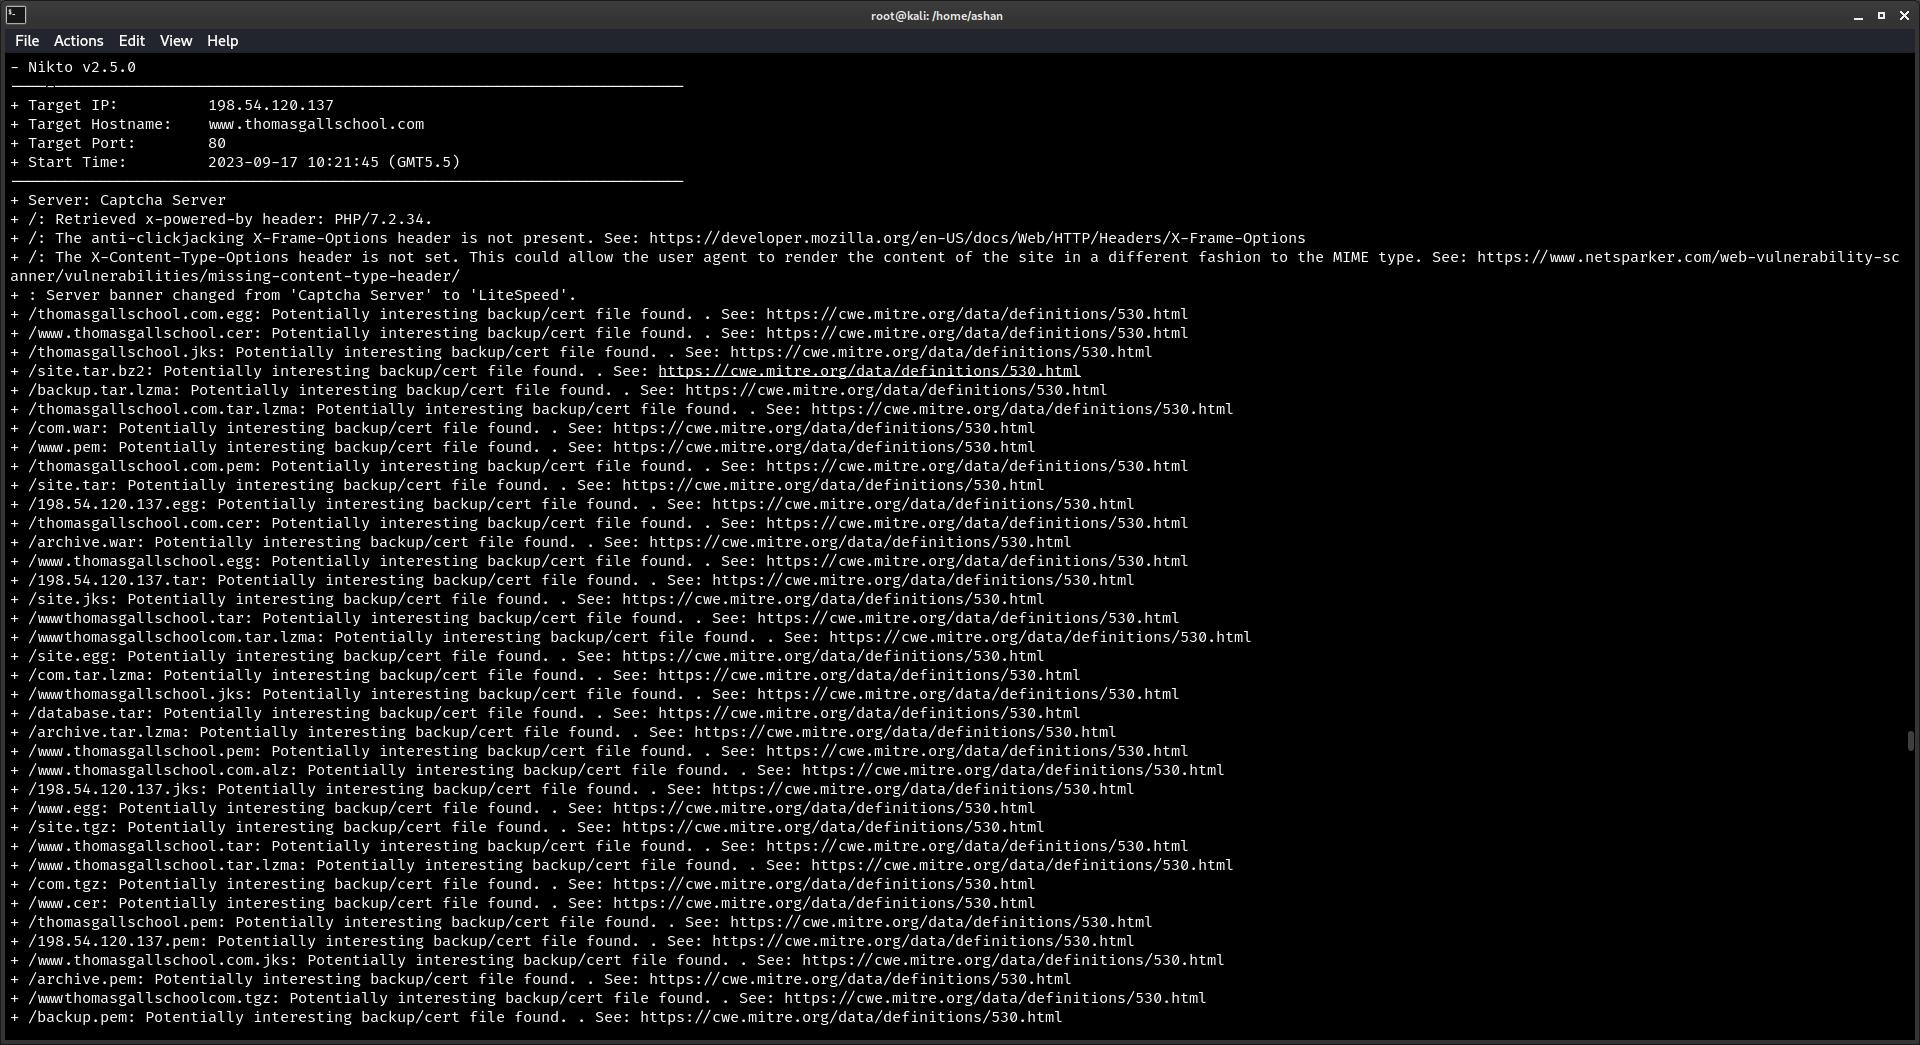 root@kali: /home/ashan
File Actions Edit View Help
- Nikto v2.5.0
+ Target IP: 198.54.120.137
+ Target Hostname: www.thomasgallschool.com
+ Target Port: 80
+ Start Time: 2023-09-17 10:21:45 (GMT5.5)
+ Server: Captcha Server
+ /: Retrieved x-powered-by header: PHP/7.2.34.
+ /: The anti-clickjacking X-Frame-Options header is not present. See: https://developer.mozilla.org/en-US/docs/Web/HTTP/Headers/X-Frame-Options
+ /: The X-Content-Type-Options header is not set. This could allow the user agent to render the content of the site in a different fashion to the MIME type. See: https://www.netsparker.com/web-vulnerability-sc
anner/vulnerabilities/missing-content-type-header/
+ : Server banner changed from 'Captcha Server' to 'LiteSpeed'.
+ /thomasgallschool.com.egg: Potentially interesting backup/cert file found. . See: https://cwe.mitre.org/data/definitions/530.html
+ /www.thomasgallschool.cer: Potentially interesting backup/cert file found. . See: https://cwe.mitre.org/data/definitions/530.html
+ /thomasgallschool.jks: Potentially interesting backup/cert file found. . See: https://cwe.mitre.org/data/definitions/530.html
+ /site.tar.bz2: Potentially interesting backup/cert file found. . See: https://cwe.mitre.org/data/definitions/530.html
+ /backup.tar.lzma: Potentially interesting backup/cert file found. . See: https://cwe.mitre.org/data/definitions/530.html
+ /thomasgallschool.com.tar.lzma: Potentially interesting backup/cert file found. . See: https://cwe.mitre.org/data/definitions/530.html
+ /com.war: Potentially interesting backup/cert file found. . See: https://cwe.mitre.org/data/definitions/530.html
+ /www.pem: Potentially interesting backup/cert file found. . See: https://cwe.mitre.org/data/definitions/530.html
+ /thomasgallschool.com.pem: Potentially interesting backup/cert file found. . See: https://cwe.mitre.org/data/definitions/530.html
+ /site.tar: Potentially interesting backup/cert file found. . See: https://cwe.mitre.org/data/definitions/530.html
+ /198.54.120.137.egg: Potentially interesting backup/cert file found. . See: https://cwe.mitre.org/data/definitions/530.html
+ /thomasgallschool.com.cer: Potentially interesting backup/cert file found. . See: https://cwe.mitre.org/data/definitions/530.html
+ /archive.war: Potentially interesting backup/cert file found. . See: https://cwe.mitre.org/data/definitions/530.html
+ /www.thomasgallschool.egg: Potentially interesting backup/cert file found. . See: https://cwe.mitre.org/data/definitions/530.html
+ /198.54.120.137.tar: Potentially interesting backup/cert file found. . See: https://cwe.mitre.org/data/definitions/530.html
+ /site.jks: Potentially interesting backup/cert file found. . See: https://cwe.mitre.org/data/definitions/530.html
+ /wwwthomasgallschool.tar: Potentially interesting backup/cert file found. . See: https://cwe.mitre.org/data/definitions/530.html
+ /wwwthomasgallschoolcom.tar.lzma: Potentially interesting backup/cert file found. . See: https://cwe.mitre.org/data/definitions/530.html
+ /site.egg: Potentially interesting backup/cert file found. . See: https://cwe.mitre.org/data/definitions/530.html
+ /com.tar.lzma: Potentially interesting backup/cert file found. . See: https://cwe.mitre.org/data/definitions/530.html
+ /wwwthomasgallschool.jks: Potentially interesting backup/cert file found. . See: https://cwe.mitre.org/data/definitions/530.html
+ /database.tar: Potentially interesting backup/cert file found. . See: https://cwe.mitre.org/data/definitions/530.html
+ /archive.tar.lzma: Potentially interesting backup/cert file found. . See: https://cwe.mitre.org/data/definitions/530.html
+ /www.thomasgallschool.pem: Potentially interesting backup/cert file found. . See: https://cwe.mitre.org/data/definitions/530.html
+ /www.thomasgallschool.com.alz: Potentially interesting backup/cert file found. . See: https://cwe.mitre.org/data/definitions/530.html
+ /198.54.120.137.jks: Potentially interesting backup/cert file found. . See: https://cwe.mitre.org/data/definitions/530.html
+ /www.egg: Potentially interesting backup/cert file found. . See: https://cwe.mitre.org/data/definitions/530.html
+ /site.tgz: Potentially interesting backup/cert file found. . See: https://cwe.mitre.org/data/definitions/530.html
+ /www.thomasgallschool.tar: Potentially interesting backup/cert file found. . See: https://cwe.mitre.org/data/definitions/530.html
+ /www.thomasgallschool.tar.lzma: Potentially interesting backup/cert file found. . See: https://cwe.mitre.org/data/definitions/530.html
+ /com.tgz: Potentially interesting backup/cert file found. . See: https://cwe.mitre.org/data/definitions/530.html
+ /www.cer: Potentially interesting backup/cert file found. . See: https://cwe.mitre.org/data/definitions/530.html
+ /thomasgallschool.pem: Potentially interesting backup/cert file found. . See: https://cwe.mitre.org/data/definitions/530.html
+ /198.54.120.137.pem: Potentially interesting backup/cert file found. . See: https://cwe.mitre.org/data/definitions/530.html
+ /www.thomasgallschool.com.jks: Potentially interesting backup/cert file found. . See: https://cwe.mitre.org/data/definitions/530.html
+ /archive.pem: Potentially interesting backup/cert file found. . See: https://cwe.mitre.org/data/definitions/530.html
+ /wwwthomasgallschoolcom.tgz: Potentially interesting backup/cert file found. . See: https://cwe.mitre.org/data/definitions/530.html
+ /backup.pem: Potentially interesting backup/cert file found. . See: https://cwe.mitre.org/data/definitions/530.html